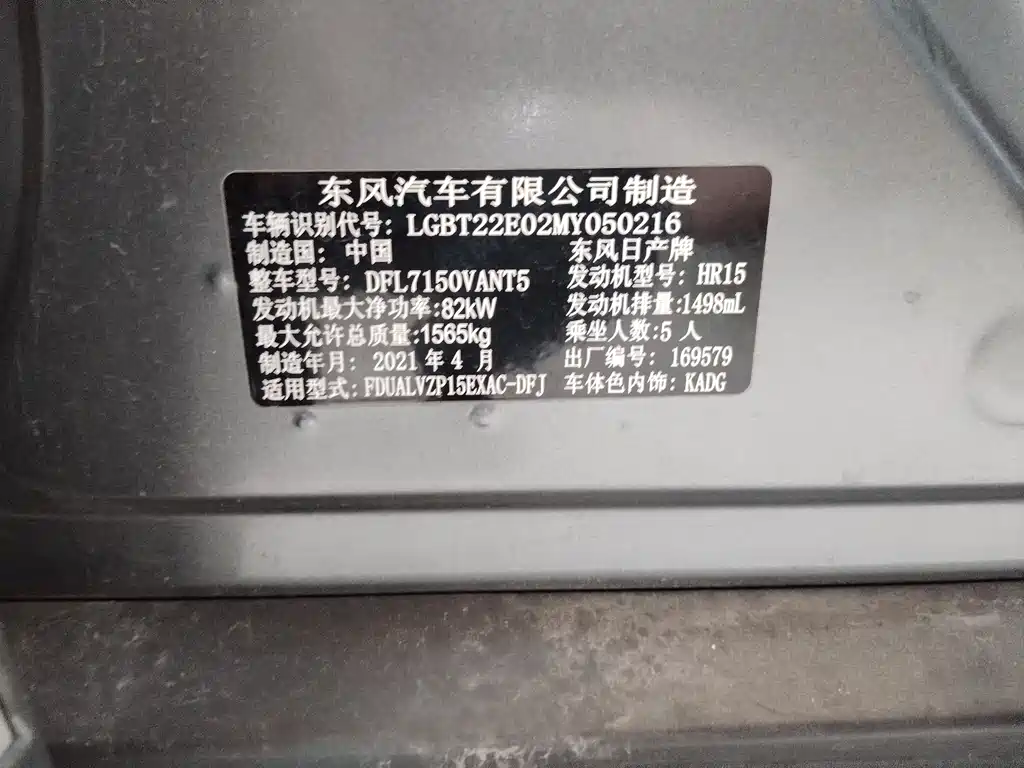 东风汽车有限公司制造
车辆识别代号: LGBT22E02MY050216
制造国: 中国 东风日产牌
整车型号: DFL7150VANT5 发动机型号: HR15
发动机最大净功率:82kW 发动机排量:1498mL
最大允许总质量:1565kg 乘坐人数:5 人
制造年月: 2021 年 4 月 出厂编号: 169579
适用型式: FDUALVZP15EXAC-DFJ 车体色内饰: KADG